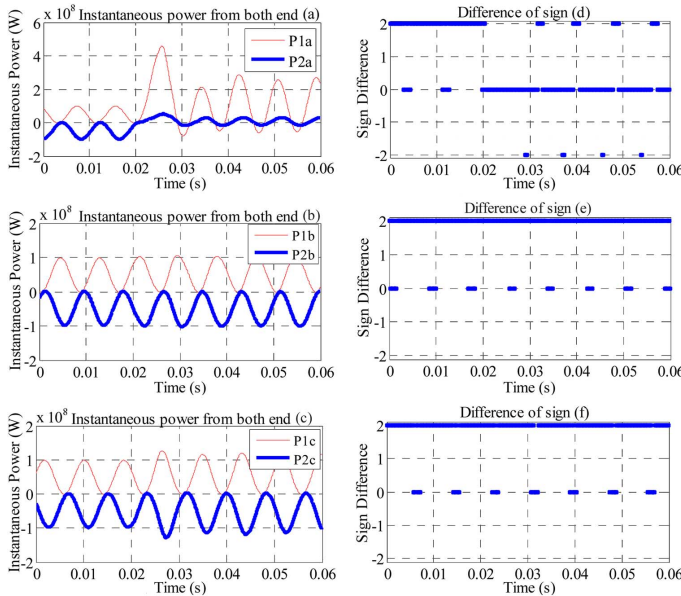 x 10^8 Instantaneous power from both end (a)
Instantaneous Power (W)
6
4
2
0
-2
P1a
P2a
0 0.01 0.02 0.03 0.04 0.05 0.06
Time (s)
Difference of sign (d)
Sign Difference
2
1
0
-1
-2
0 0.01 0.02 0.03 0.04 0.05 0.06
Time (s)
x 10^8 Instantaneous power from both end (b)
Instantaneous Power (W)
2
1
0
-1
-2
P1b
P2b
0 0.01 0.02 0.03 0.04 0.05 0.06
Time (s)
Difference of sign (e)
Sign Difference
2
1
0
-1
-2
0 0.01 0.02 0.03 0.04 0.05 0.06
Time (s)
x 10^8 Instantaneous power from both end (c)
Instantaneous Power (W)
2
1
0
-1
-2
P1c
P2c
0 0.01 0.02 0.03 0.04 0.05 0.06
Time (s)
Difference of sign (f)
Sign Difference
2
1
0
-1
-2
0 0.01 0.02 0.03 0.04 0.05 0.06
Time (s)